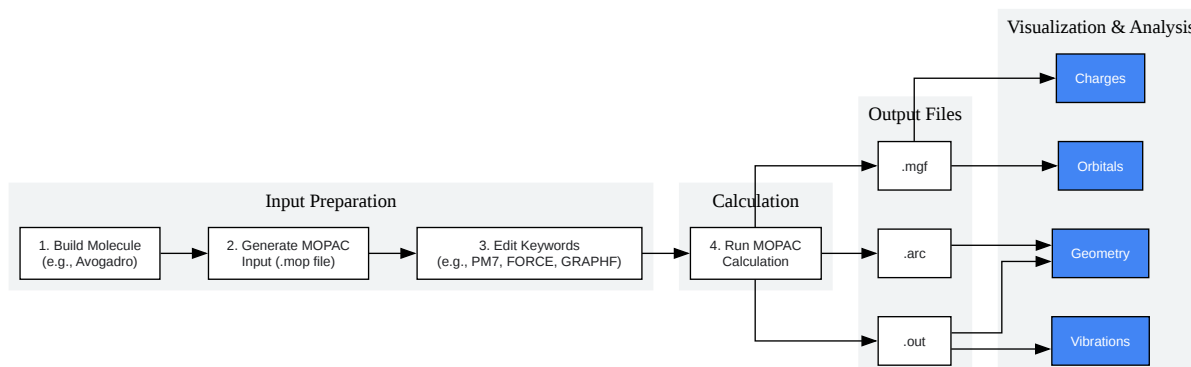 Visualization & Analysis
Charges
Output Files
.mgf
Orbitals
Input Preparation
Calculation
1. Build Molecule
(e.g., Avogadro)
2. Generate MOPAC
Input (.mop file)
3. Edit Keywords
(e.g., PM7, FORCE, GRAPHF)
4. Run MOPAC
Calculation
.arc
Geometry
.out
Vibrations